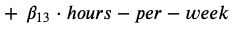 + β₁₃ · hours − per − week